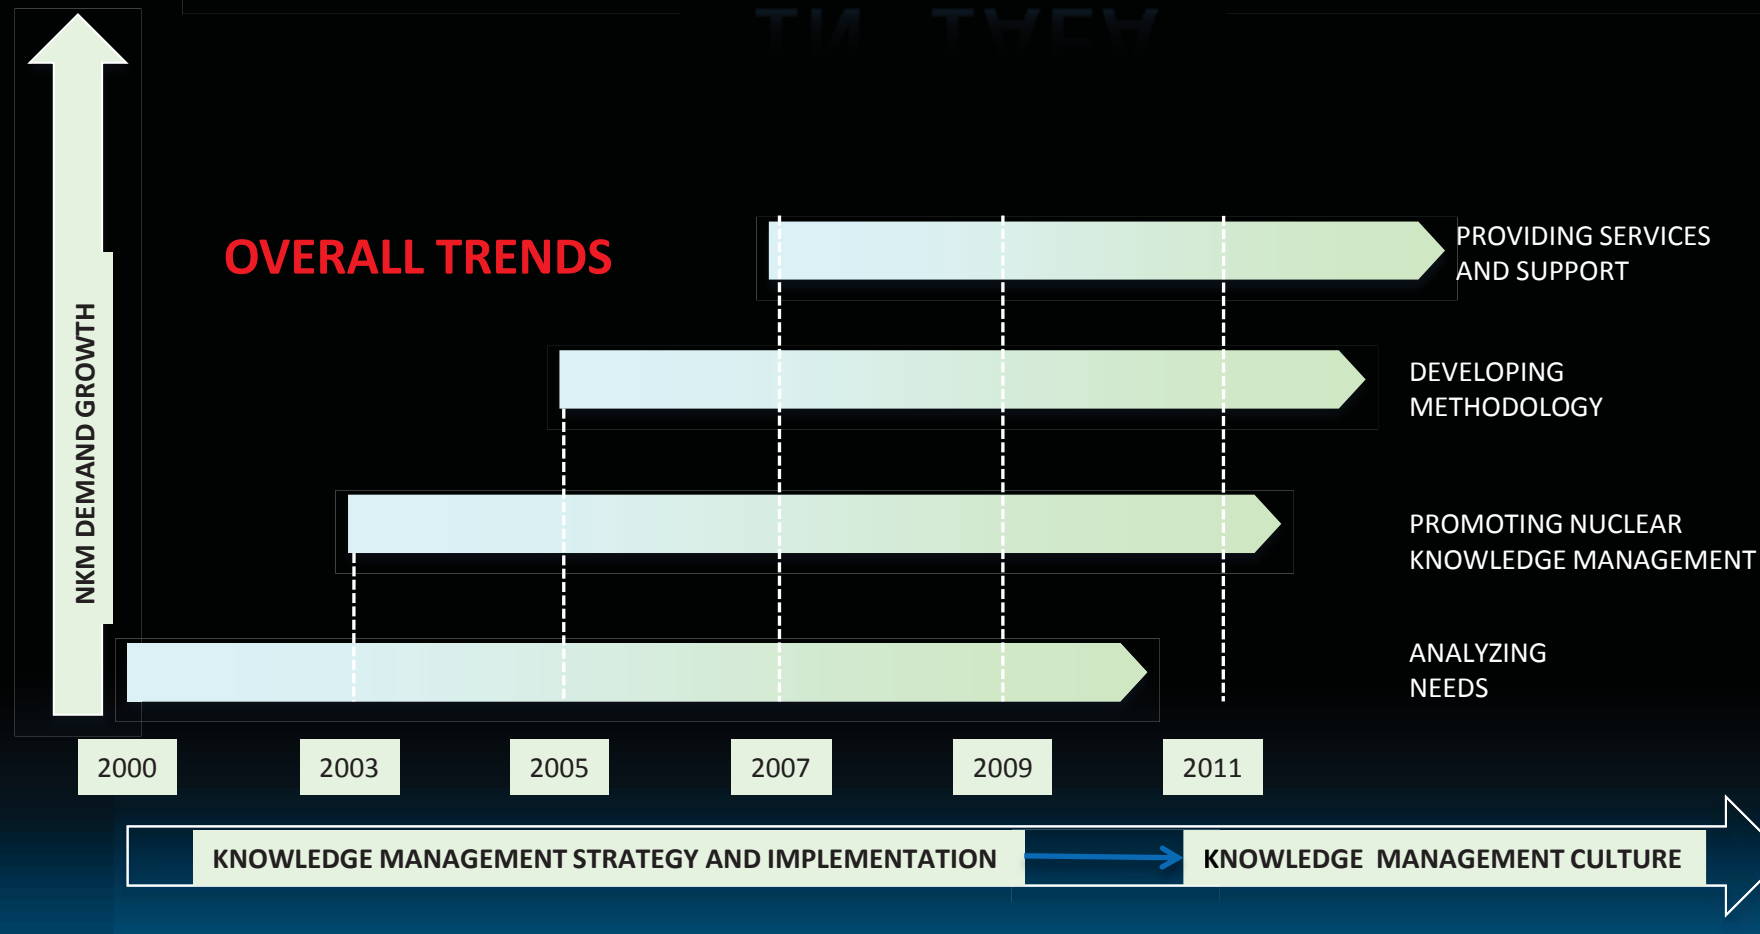 OVERALL TRENDS
PROVIDING SERVICES
AND SUPPORT
DEVELOPING
METHODOLOGY
NKM DEMAND GROWTH
PROMOTING NUCLEAR
KNOWLEDGE MANAGEMENT
ANALYZING
NEEDS
2000
2003
2005
2007
2009
2011
KNOWLEDGE MANAGEMENT STRATEGY AND IMPLEMENTATION
KNOWLEDGE MANAGEMENT CULTURE